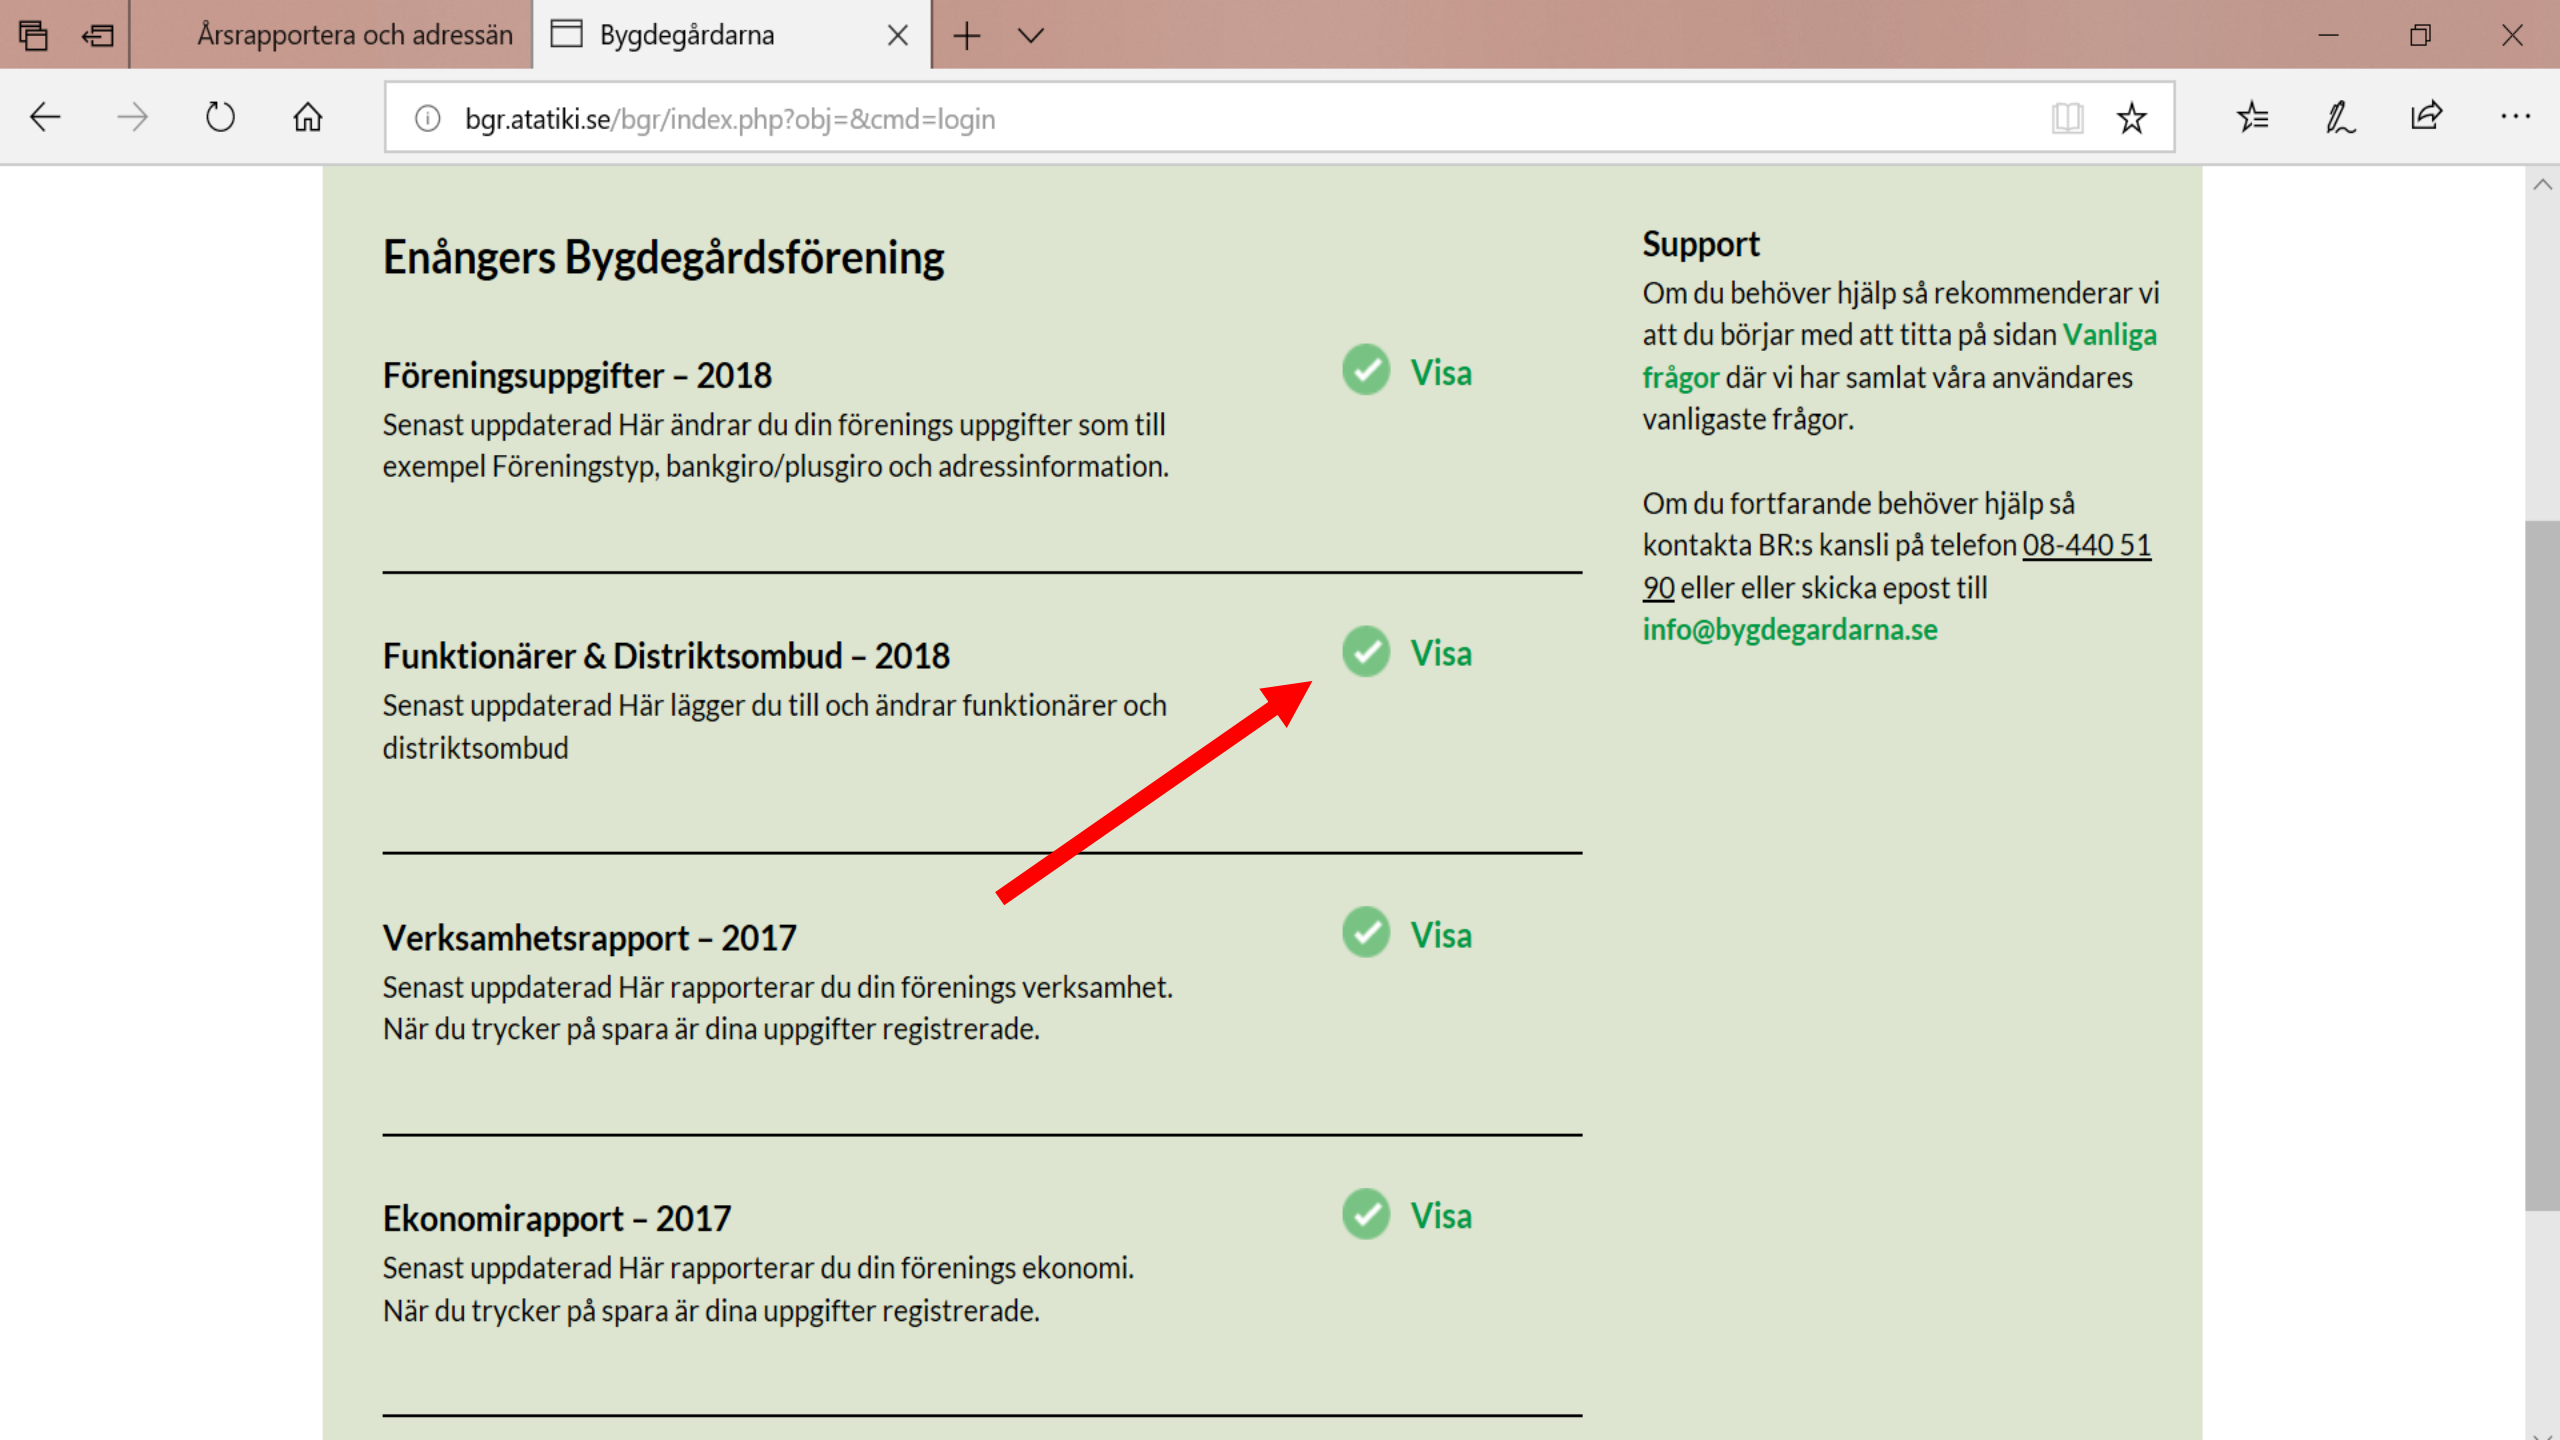 Årsrapportera och adressän
Bygdegårdarna
bgr.atatiki.se/bgr/index.php?obj=&cmd=login
Enångers Bygdegårdsförening
Föreningsuppgifter – 2018
Visa
Senast uppdaterad Här ändrar du din förenings uppgifter som till
exempel Föreningstyp, bankgiro/plusgiro och adressinformation.
Funktionärer & Distriktsombud – 2018
Visa
Senast uppdaterad Här lägger du till och ändrar funktionärer och
distriktsombud
Verksamhetsrapport – 2017
Visa
Senast uppdaterad Här rapporterar du din förenings verksamhet.
När du trycker på spara är dina uppgifter registrerade.
Ekonomirapport – 2017
Visa
Senast uppdaterad Här rapporterar du din förenings ekonomi.
När du trycker på spara är dina uppgifter registrerade.
Support
Om du behöver hjälp så rekommenderar vi
att du börjar med att titta på sidan Vanliga
frågor där vi har samlat våra användares
vanligaste frågor.
Om du fortfarande behöver hjälp så
kontakta BR:s kansli på telefon 08-440 51
90 eller eller skicka epost till
info@bygdegardarna.se